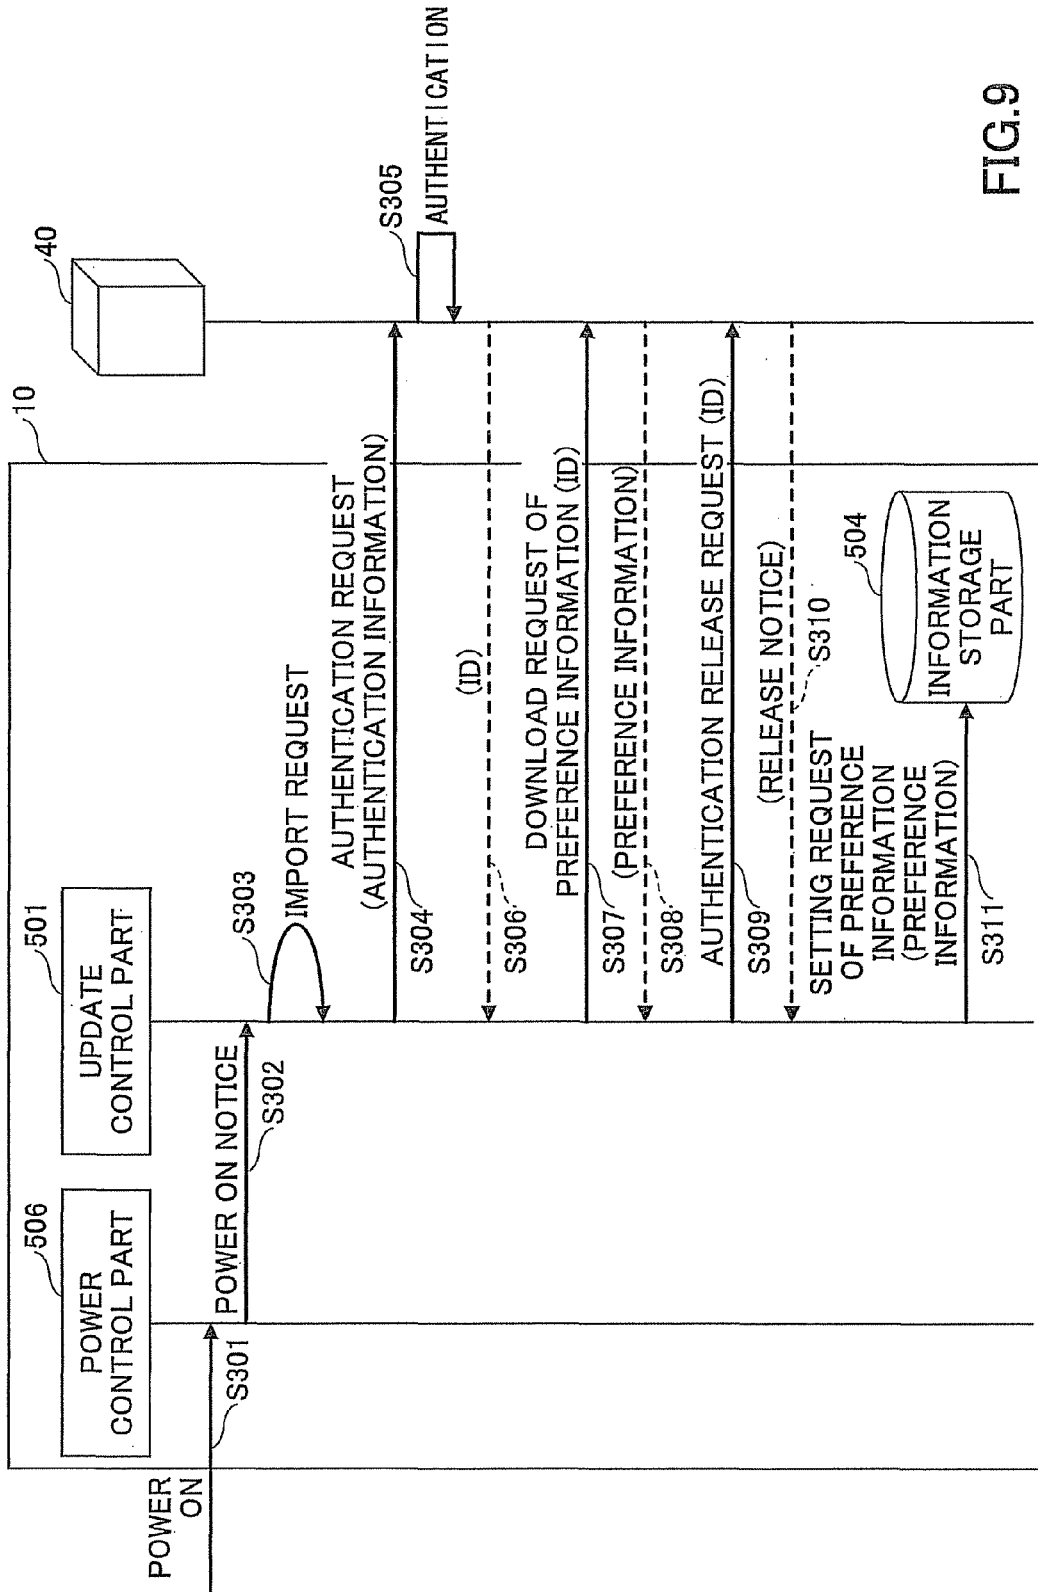 10
40
506
POWER
CONTROL PART
501
UPDATE
CONTROL PART
POWER
ON
S301
POWER ON NOTICE
S302
S303
IMPORT REQUEST
AUTHENTICATION REQUEST
(AUTHENTICATION INFORMATION)
S304
S305
AUTHENTICATION
(ID)
S306
DOWNLOAD REQUEST OF
PREFERENCE INFORMATION (ID)
S307
(PREFERENCE INFORMATION)
S308
AUTHENTICATION RELEASE REQUEST (ID)
S309
(RELEASE NOTICE)
S310
SETTING REQUEST
OF PREFERENCE
INFORMATION
(PREFERENCE
INFORMATION)
S311
504
INFORMATION
STORAGE
PART
FIG.9